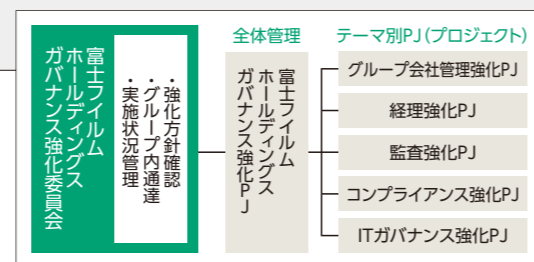 富士フイルム
ホールディングス
ガバナンス強化委員会
・強化方針確認
・グループ内通達
・実施状況管理
全体管理
富士フイルム
ホールディングス
ガバナンス強化PJ
テーマ別PJ(プロジェクト)
グループ会社管理強化PJ
経理強化PJ
監査強化PJ
コンプライアンス強化PJ
ITガバナンス強化PJ